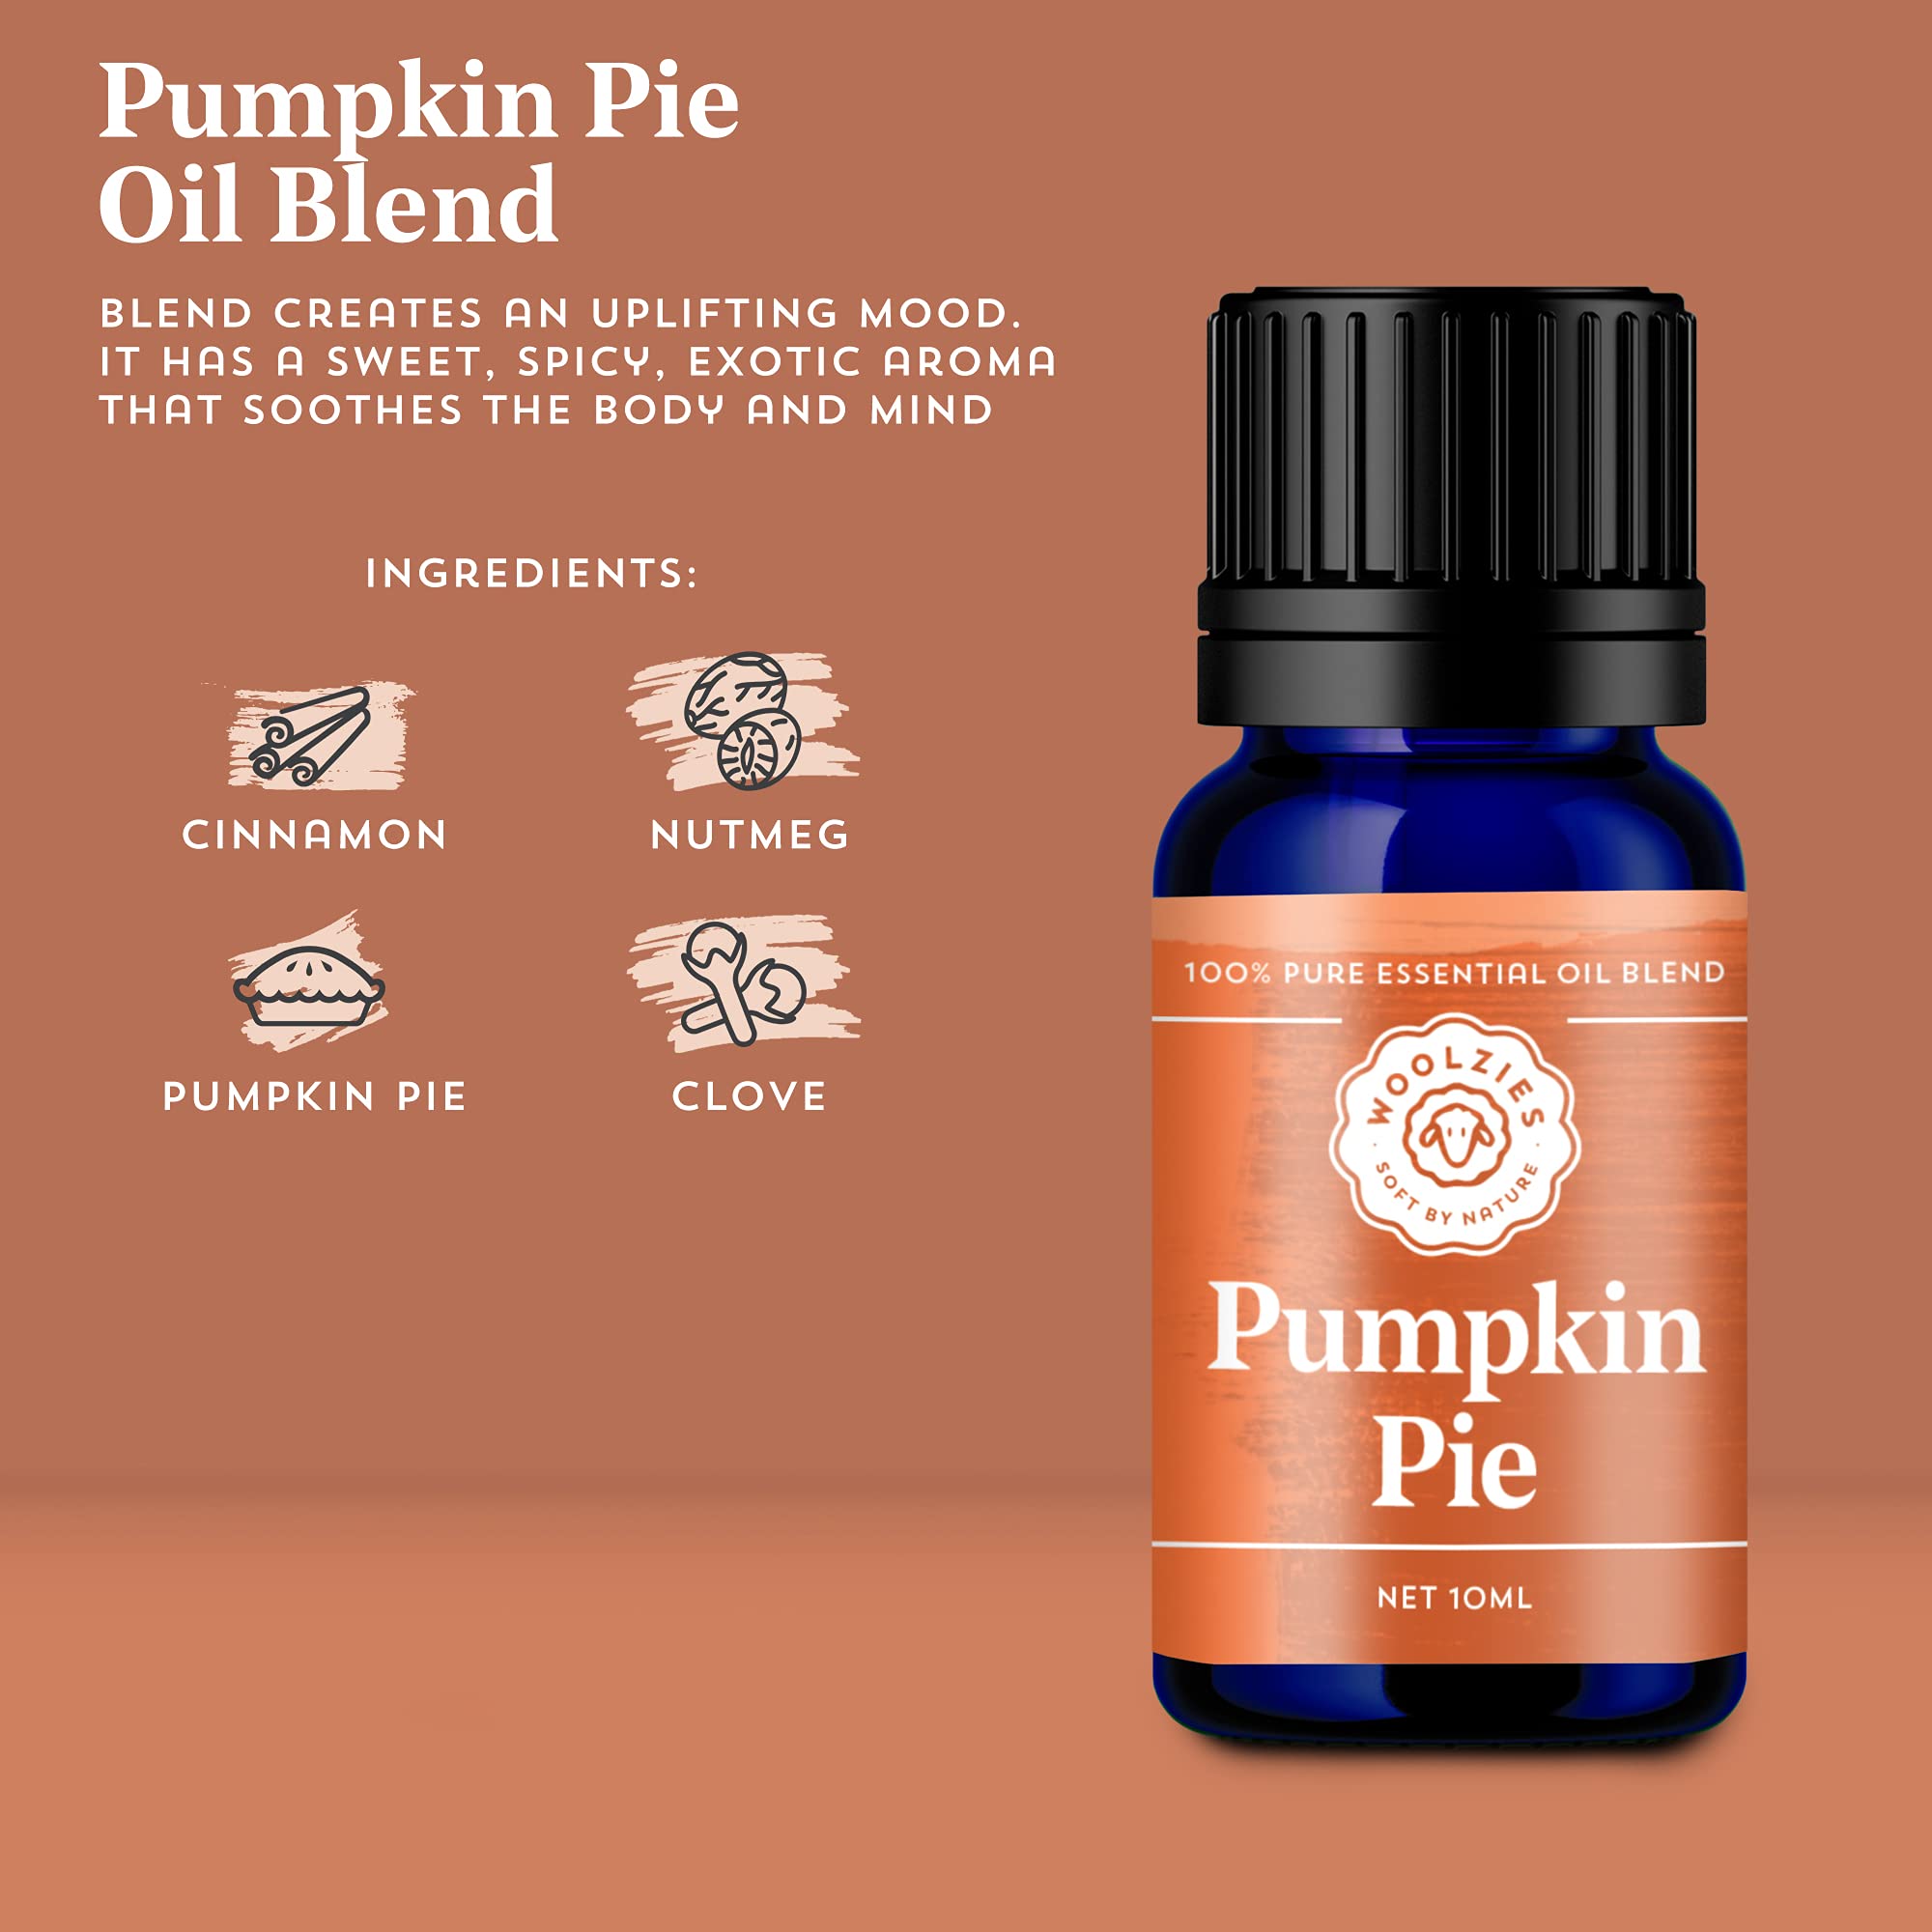 Pumpkin Pie
Oil Blend
BLEND CREATES AN UPLIFTING MOOD.
IT HAS A SWEET, SPICY, EXOTIC AROMA
THAT SOOTHES THE BODY AND MIND
INGREDIENTS:
CINNAMON
NUTMEG
PUMPKIN PIE
CLOVE
100% PURE ESSENTIAL OIL BLEND
WOOLZIES
· SOFT BY NATURE ·
Pumpkin
Pie
NET 10ML